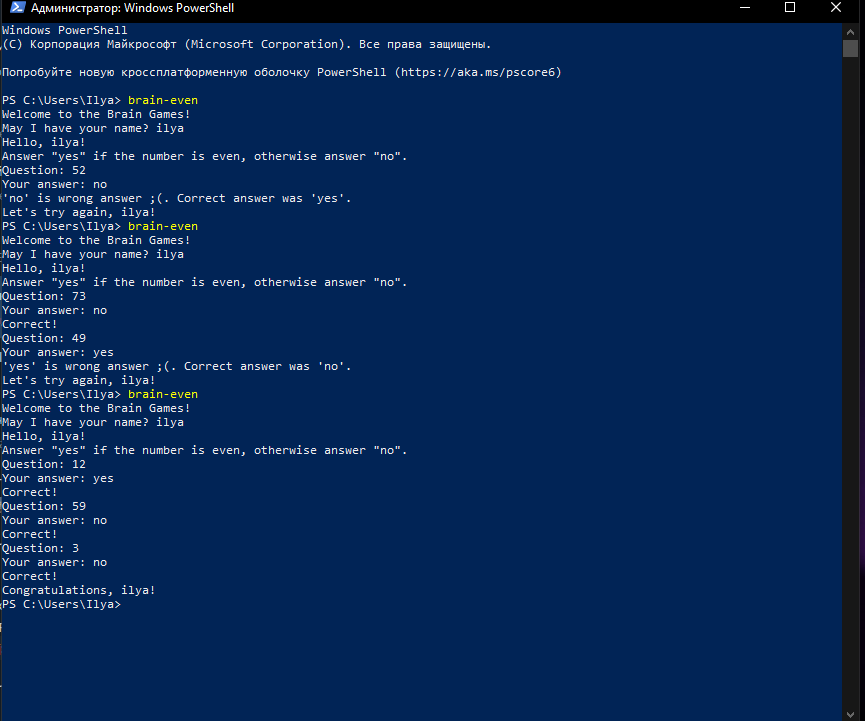 Администратор: Windows PowerShell
Windows PowerShell
(C) Корпорация Майкрософт (Microsoft Corporation). Все права защищены.
Попробуйте новую кроссплатформенную оболочку PowerShell (https://aka.ms/pscore6)
PS C:\Users\Ilya> brain-even
Welcome to the Brain Games!
May I have your name? ilya
Hello, ilya!
Answer "yes" if the number is even, otherwise answer "no".
Question: 52
Your answer: no
'no' is wrong answer ;(. Correct answer was 'yes'.
Let's try again, ilya!
PS C:\Users\Ilya> brain-even
Welcome to the Brain Games!
May I have your name? ilya
Hello, ilya!
Answer "yes" if the number is even, otherwise answer "no".
Question: 73
Your answer: no
Correct!
Question: 49
Your answer: yes
'yes' is wrong answer ;(. Correct answer was 'no'.
Let's try again, ilya!
PS C:\Users\Ilya> brain-even
Welcome to the Brain Games!
May I have your name? ilya
Hello, ilya!
Answer "yes" if the number is even, otherwise answer "no".
Question: 12
Your answer: yes
Correct!
Question: 59
Your answer: no
Correct!
Question: 3
Your answer: no
Correct!
Congratulations, ilya!
PS C:\Users\Ilya>